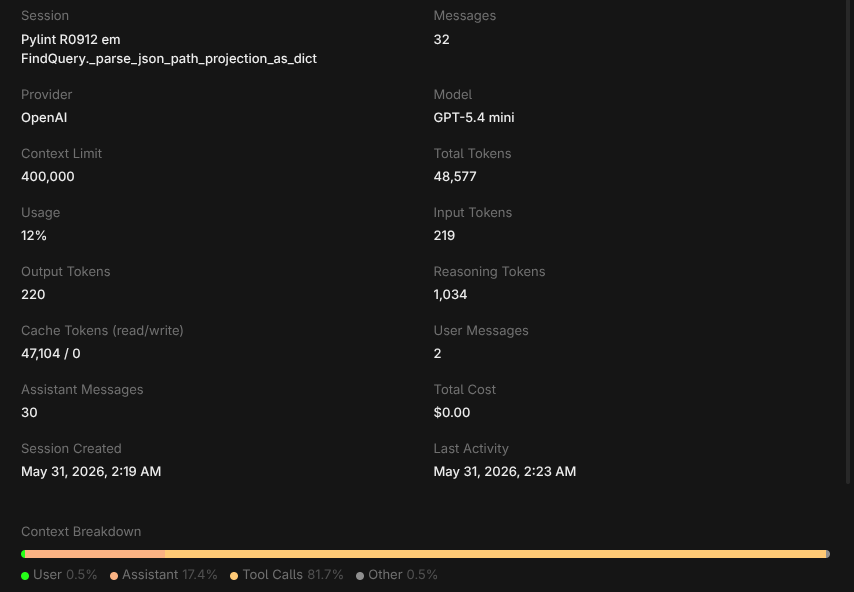 Session
Messages
Pylint R0912 em
FindQuery._parse_json_path_projection_as_dict
32
Provider
Model
OpenAI
GPT-5.4 mini
Context Limit
Total Tokens
400,000
48,577
Usage
Input Tokens
12%
219
Output Tokens
Reasoning Tokens
220
1,034
Cache Tokens (read/write)
User Messages
47,104 / 0
2
Assistant Messages
Total Cost
30
$0.00
Session Created
Last Activity
May 31, 2026, 2:19 AM
May 31, 2026, 2:23 AM
Context Breakdown
User 0.5% Assistant 17.4% Tool Calls 81.7% Other 0.5%